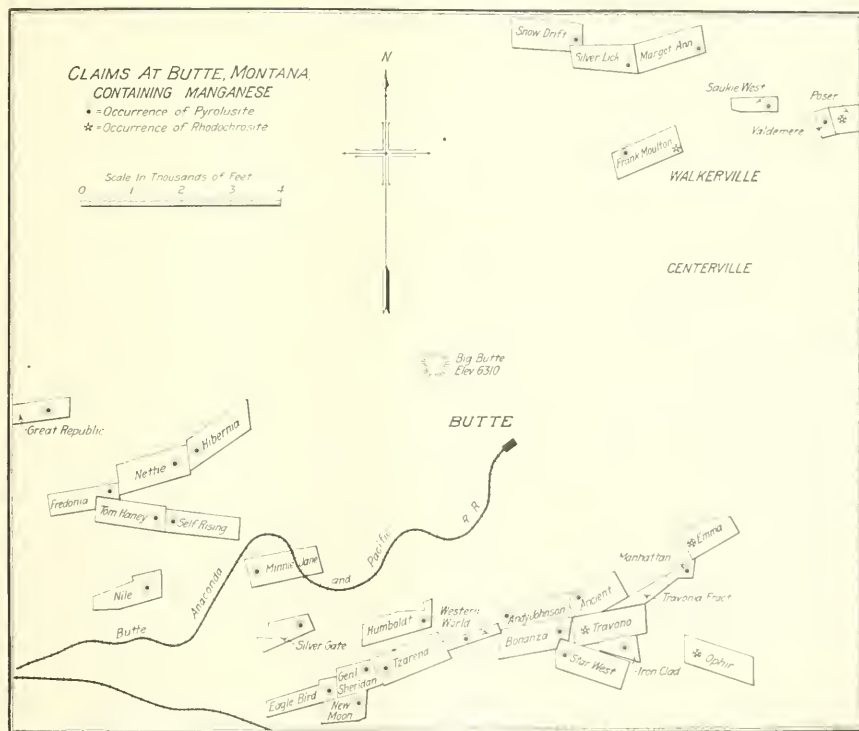 CLAIMS AT BUTTE, MONTANA,
CONTAINING MANGANESE
• = Occurrence of Pyrolusite
☼ = Occurrence of Rhodochrosite
Scale In Thousands of Feet
0 1 2 3 4
N
Snow Drift
Silver Lick
Marget Ann
Saukie West
Poser
Valdemere
Frank Moulton
WALKERVILLE
CENTERVILLE
Big Butte
Elev 6310
BUTTE
Great Republic
Hibernia
Nettie
Fredonia
Tom Haney
Self Rising
Minnie Jane
Nile
Butte
Anaconda
and
Pacific
R R
Silver Gate
Humboldt
Western
World
Andy Johnson
Ancient
Manhattan
Emma
Travonia Fract
Bonanza
Travona
Star West
Iron Clad
Ophir
Tzarena
Genl
Sheridan
Eagle Bird
New
Moon